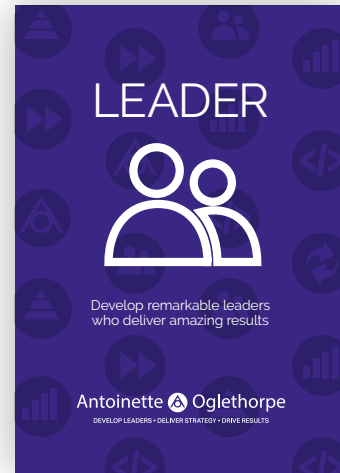 LEADER
Develop remarkable leaders
who deliver amazing results
Antoinette Oglethorpe
DEVELOP LEADERS • DELIVER STRATEGY • DRIVE RESULTS